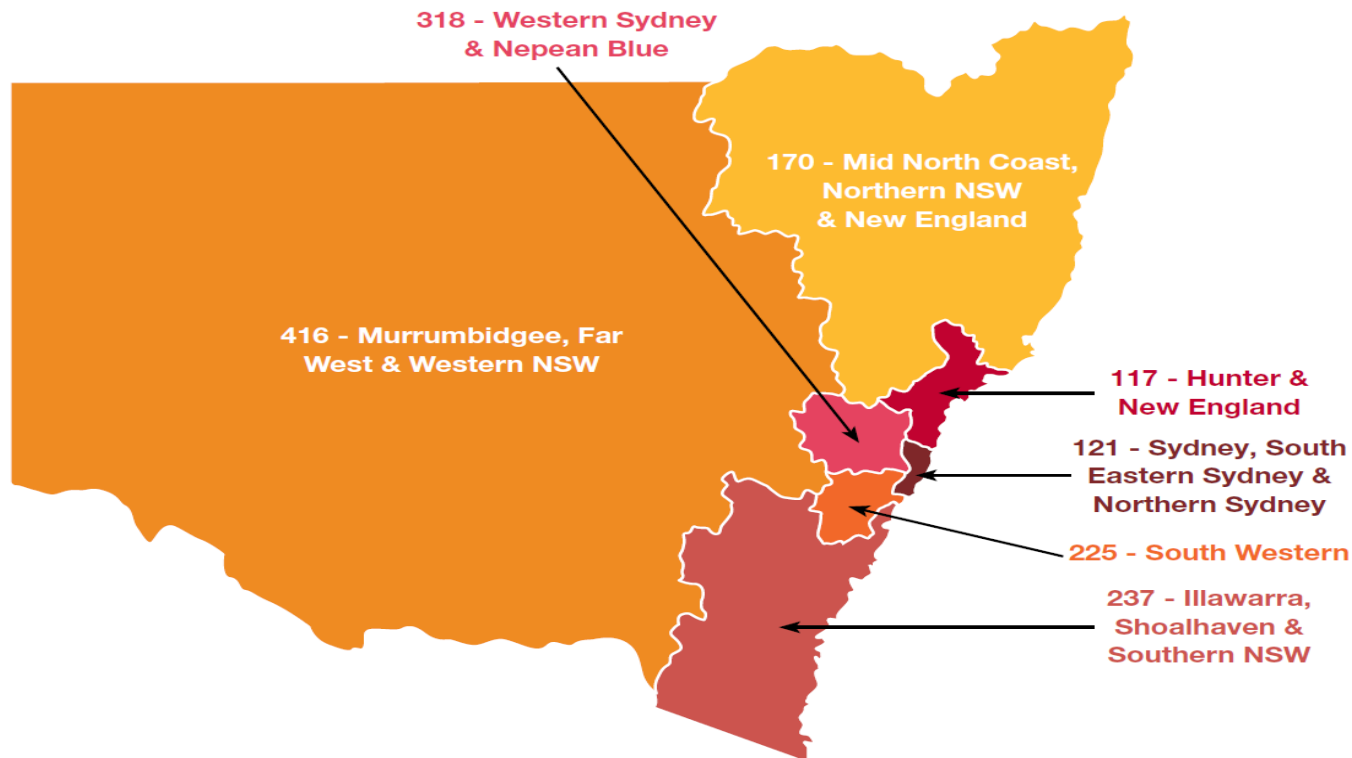 318 - Western Sydney
& Nepean Blue
170 - Mid North Coast,
Northern NSW
& New England
416 - Murrumbidgee, Far
West & Western NSW
117 - Hunter &
New England
121 - Sydney, South
Eastern Sydney &
Northern Sydney
225 - South Western
237 - Illawarra,
Shoalhaven &
Southern NSW